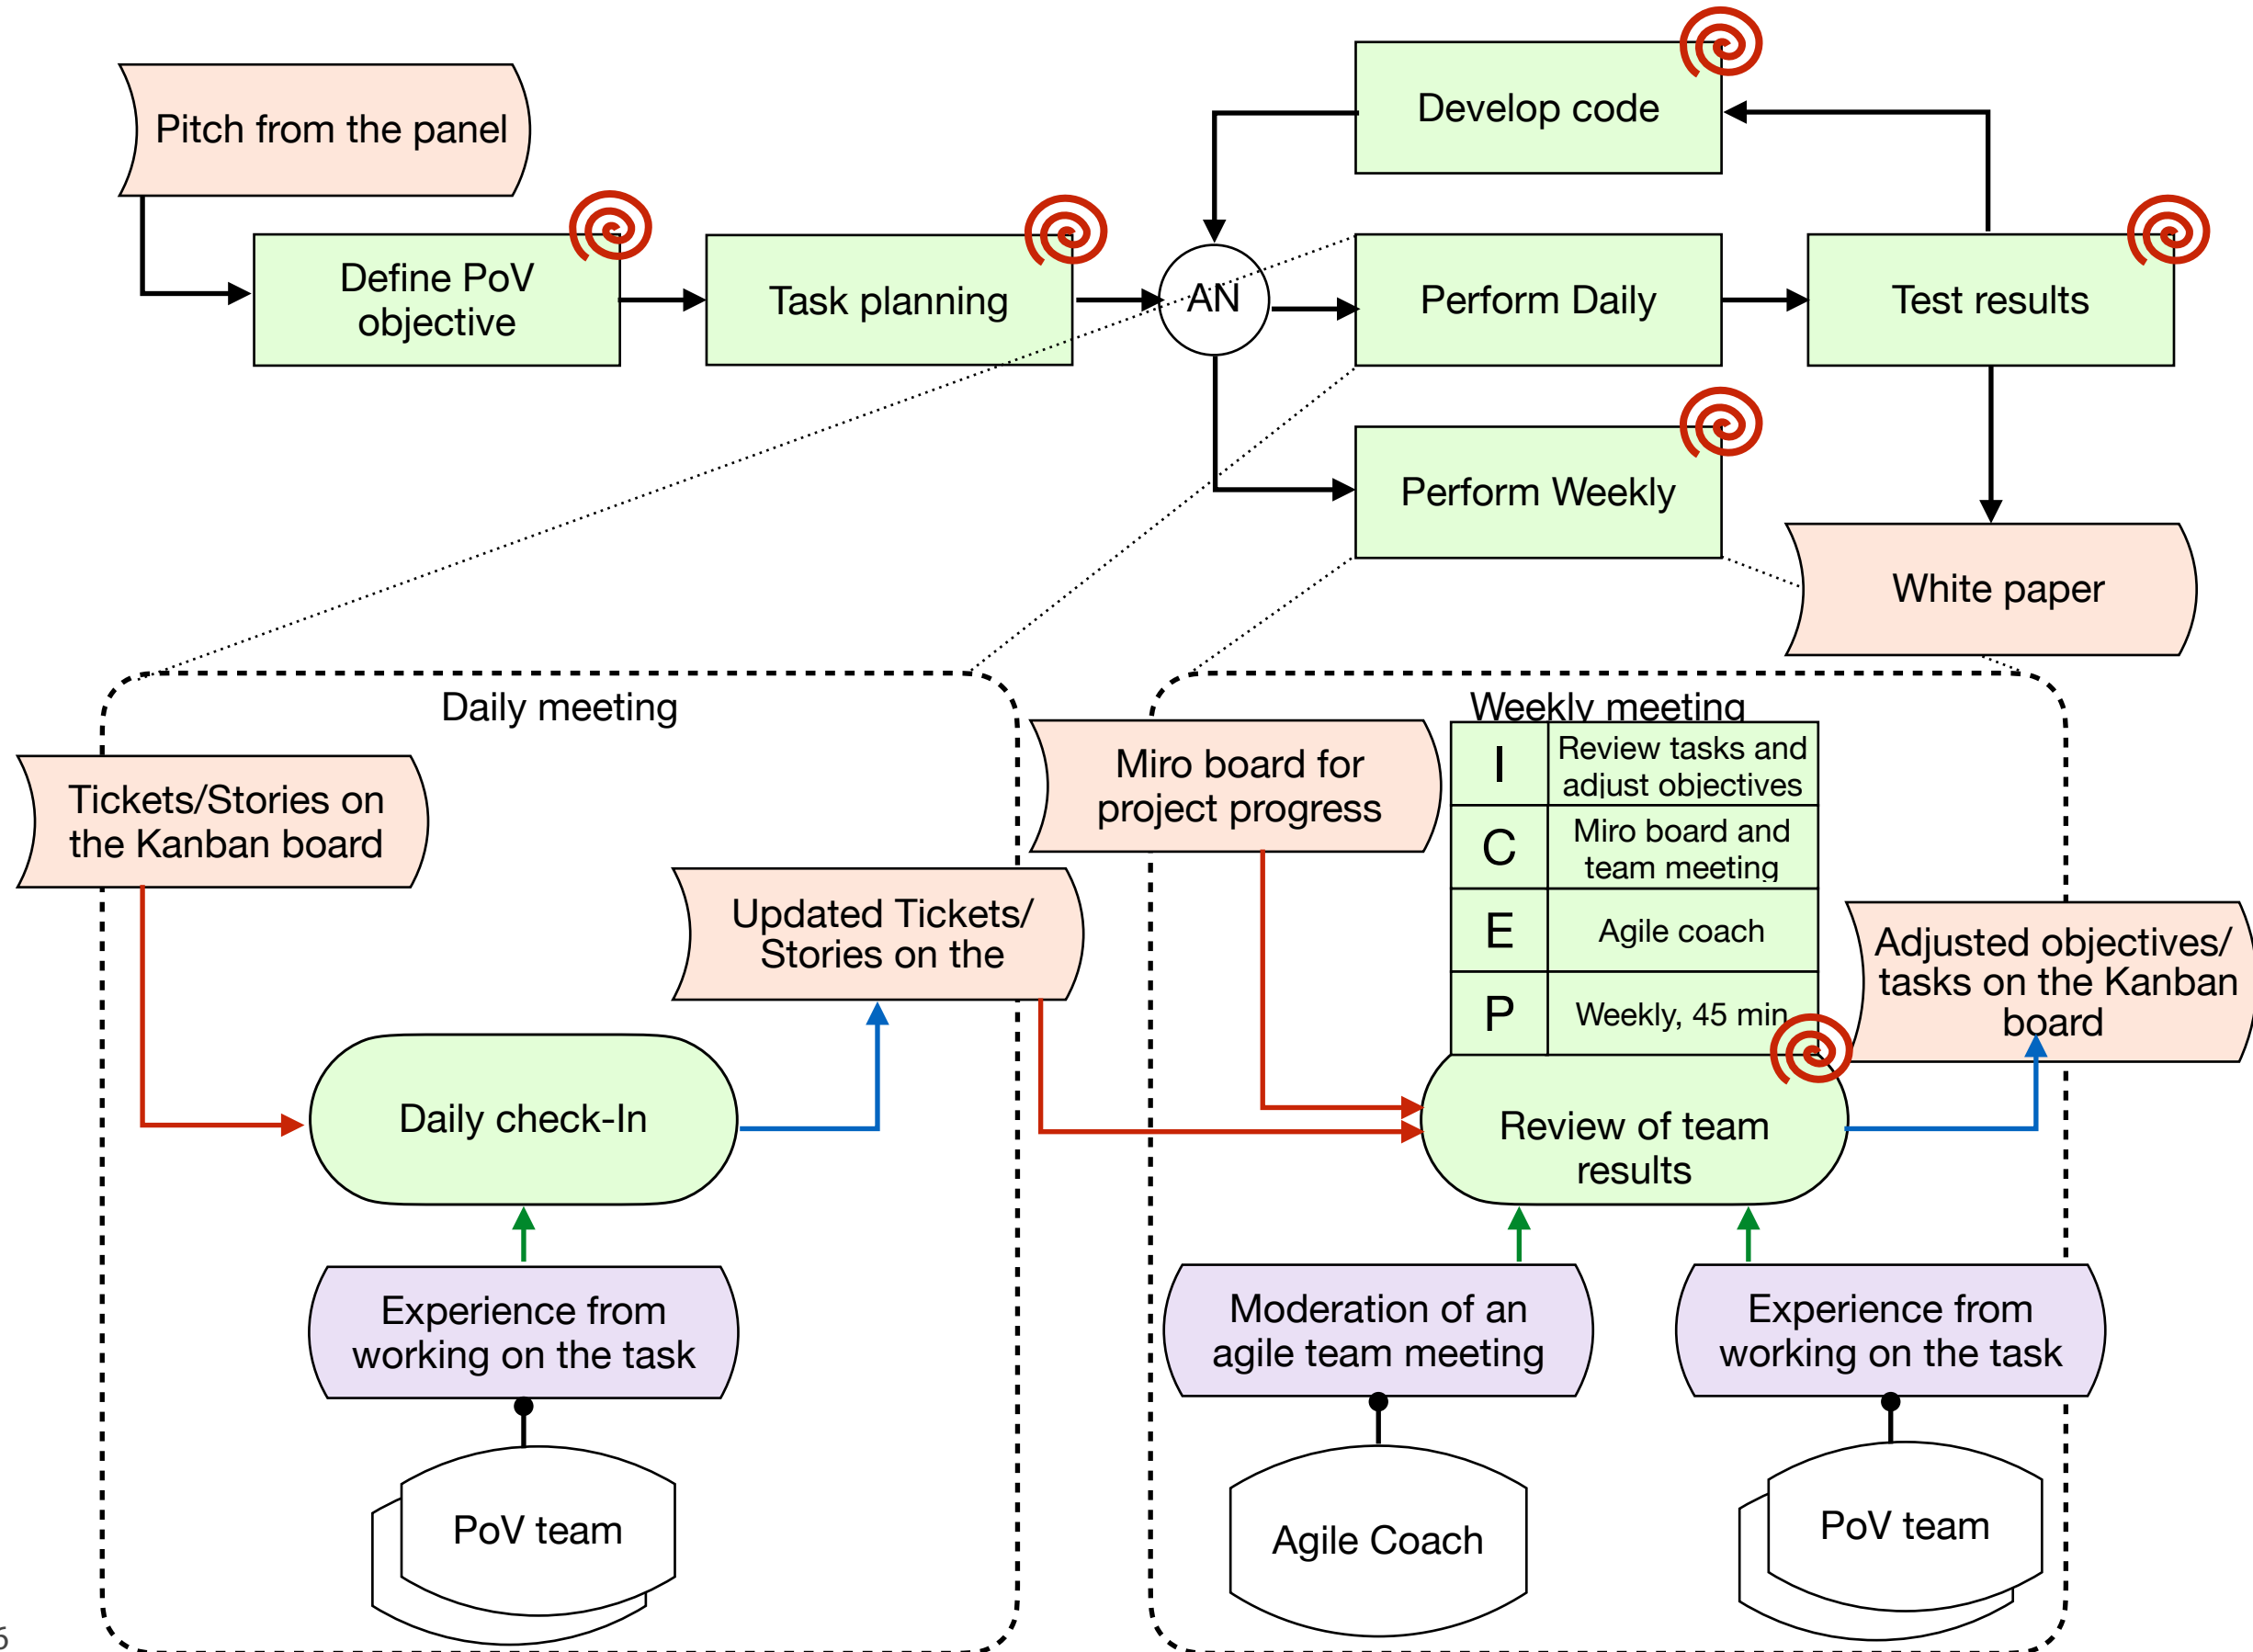 Pitch from the panel
Develop code
Define PoV
objective
Task planning
AN
Perform Daily
Test results
Perform Weekly
White paper
Daily meeting
Weekly meeting
Tickets/Stories on
the Kanban board
Updated Tickets/
Stories on the
Miro board for
project progress
I
Review tasks and
adjust objectives
C
Miro board and
team meeting
E
Agile coach
P
Weekly, 45 min
Adjusted objectives/
tasks on the Kanban
board
Daily check-In
Review of team
results
Experience from
working on the task
Moderation of an
agile team meeting
Experience from
working on the task
PoV team
Agile Coach
PoV team